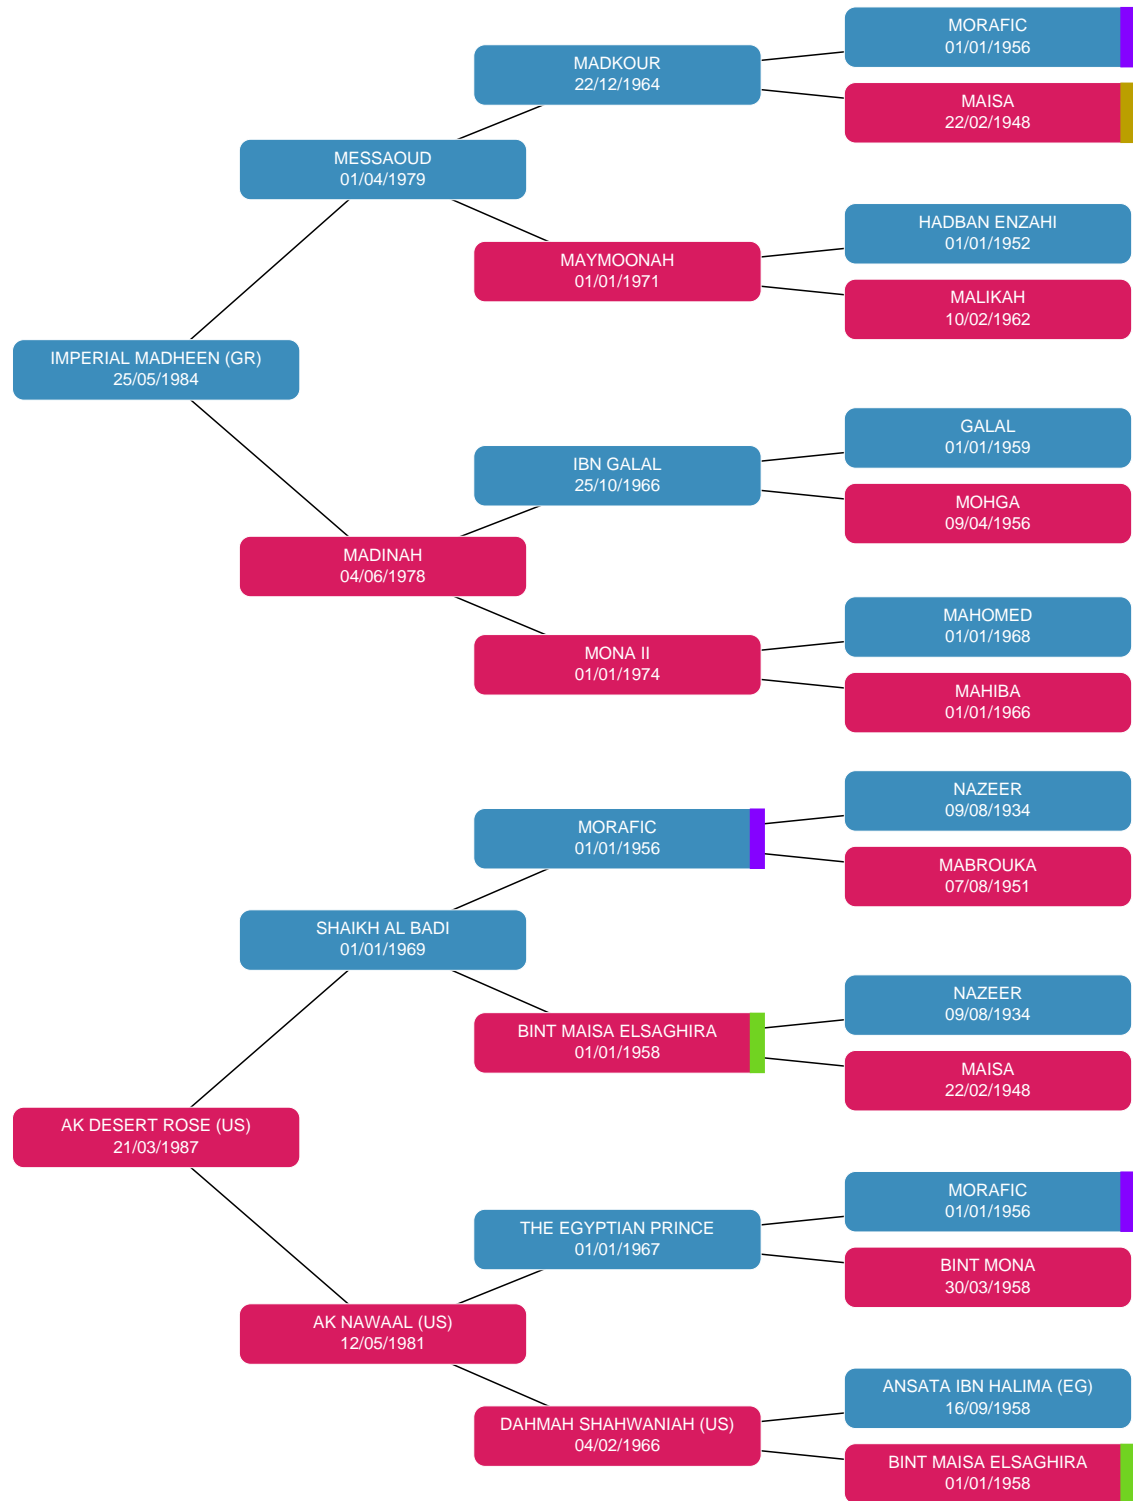 MORAFIC
01/01/1956
MADKOUR
22/12/1964
MAISA
22/02/1948
MESSAOUD
01/04/1979
HADBAN ENZAHI
01/01/1952
MAYMOONAH
01/01/1971
MALIKAH
10/02/1962
IMPERIAL MADHEEN (GR)
25/05/1984
GALAL
01/01/1959
IBN GALAL
25/10/1966
MOHGA
09/04/1956
MADINAH
04/06/1978
MAHOMED
01/01/1968
MONA II
01/01/1974
MAHIBA
01/01/1966
NAZEER
09/08/1934
MORAFIC
01/01/1956
MABROUKA
07/08/1951
SHAIKH AL BADI
01/01/1969
NAZEER
09/08/1934
BINT MAISA ELSAGHIRA
01/01/1958
MAISA
22/02/1948
AK DESERT ROSE (US)
21/03/1987
MORAFIC
01/01/1956
THE EGYPTIAN PRINCE
01/01/1967
BINT MONA
30/03/1958
AK NAWAAL (US)
12/05/1981
ANSATA IBN HALIMA (EG)
16/09/1958
DAHMAH SHAHWANIAH (US)
04/02/1966
BINT MAISA ELSAGHIRA
01/01/1958